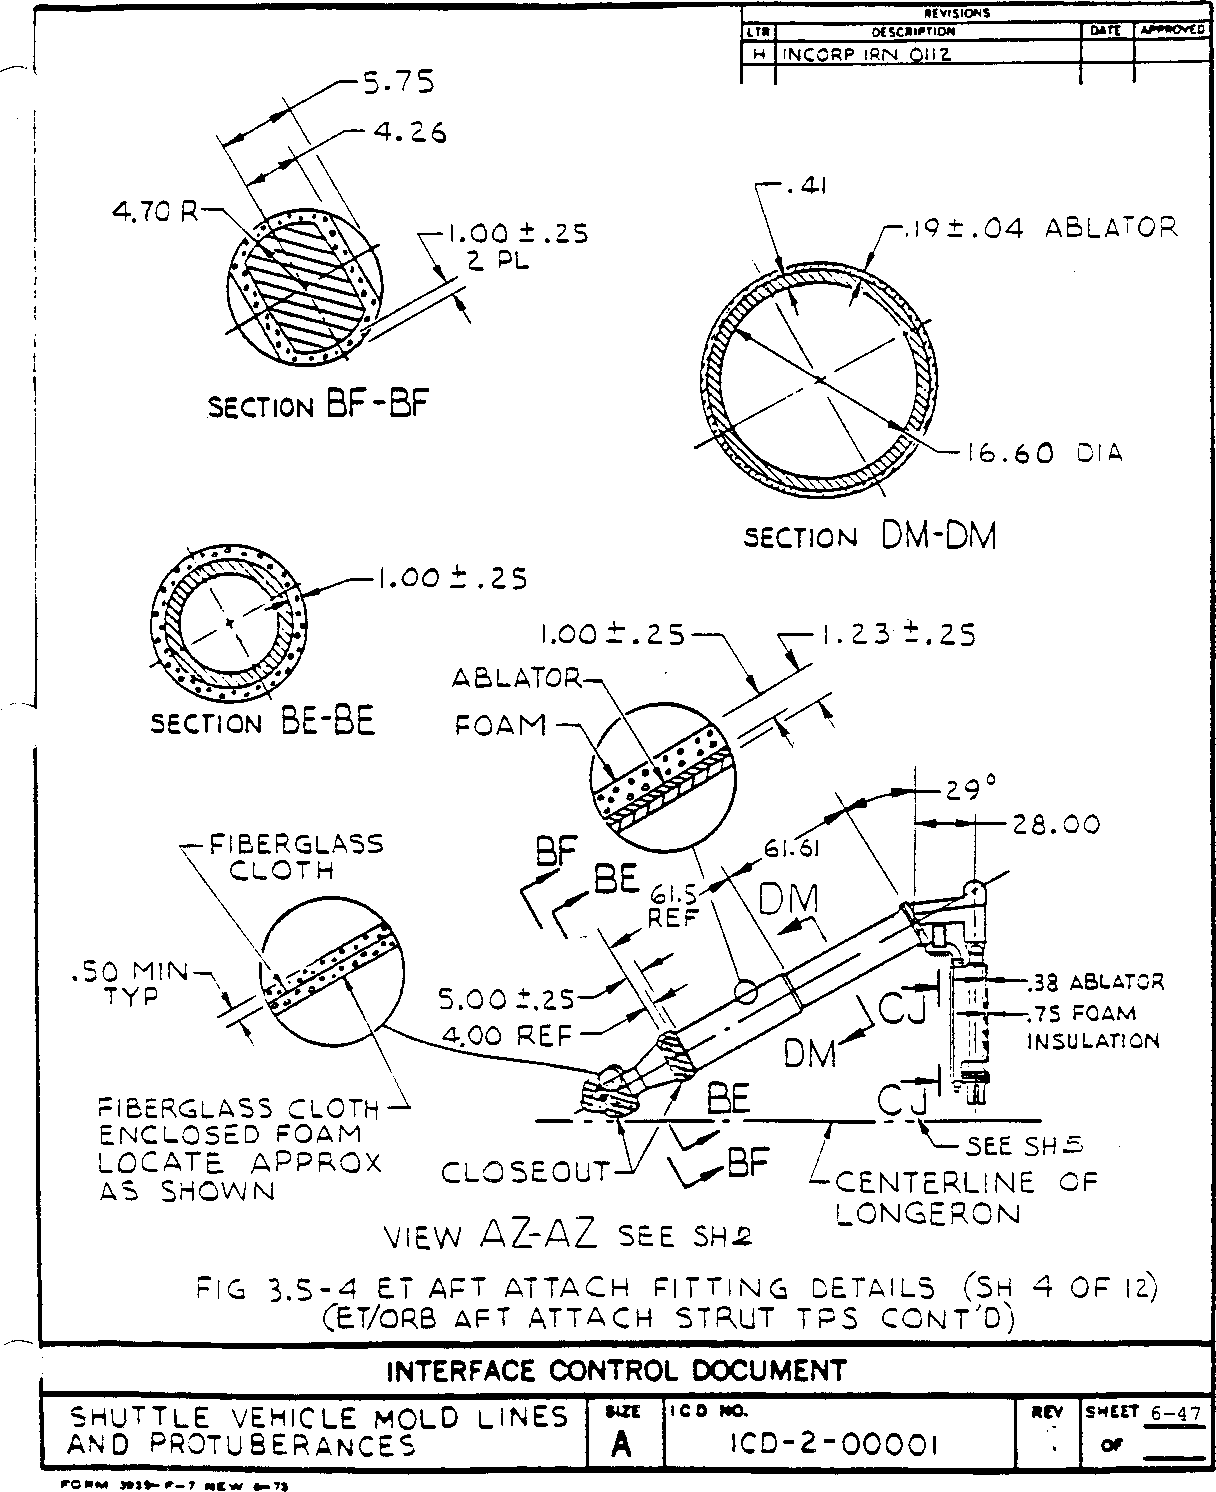 REVISIONS
LTR DESCRIPTION DATE APPROVED
H INCORP IRN 0112
5.75
4.26
4.70 R
1.00 ±.25
2 PL
SECTION BF-BF
.41
.19±.04 ABLATOR
16.60 DIA
SECTION DM-DM
1.00 ±.25
SECTION BE-BE
1.00±.25
1.23 ±.25
ABLATOR
FOAM
29°
28.00
61.61
61.5
REF
BF
BE
DM
FIBERGLASS
CLOTH
.50 MIN
TYP
5.00±.25
4.00 REF
CJ
DM
.38 ABLATOR
.75 FOAM
INSULATION
FIBERGLASS CLOTH
ENCLOSED FOAM
LOCATE APPROX
AS SHOWN
BE
CJ
CLOSEOUT
BF
SEE SH 5
CENTERLINE OF
LONGERON
VIEW AZ-AZ SEE SH 2
FIG 3.5-4 ET AFT ATTACH FITTING DETAILS (SH 4 OF 12)
(ET/ORB AFT ATTACH STRUT TPS CONT'D)
INTERFACE CONTROL DOCUMENT
SHUTTLE VEHICLE MOLD LINES
AND PROTUBERANCES
SIZE
A
ICD NO.
ICD-2-00001
REV
SHEET 6-47
OF
FORM 3939-F-7 NEW 6-73